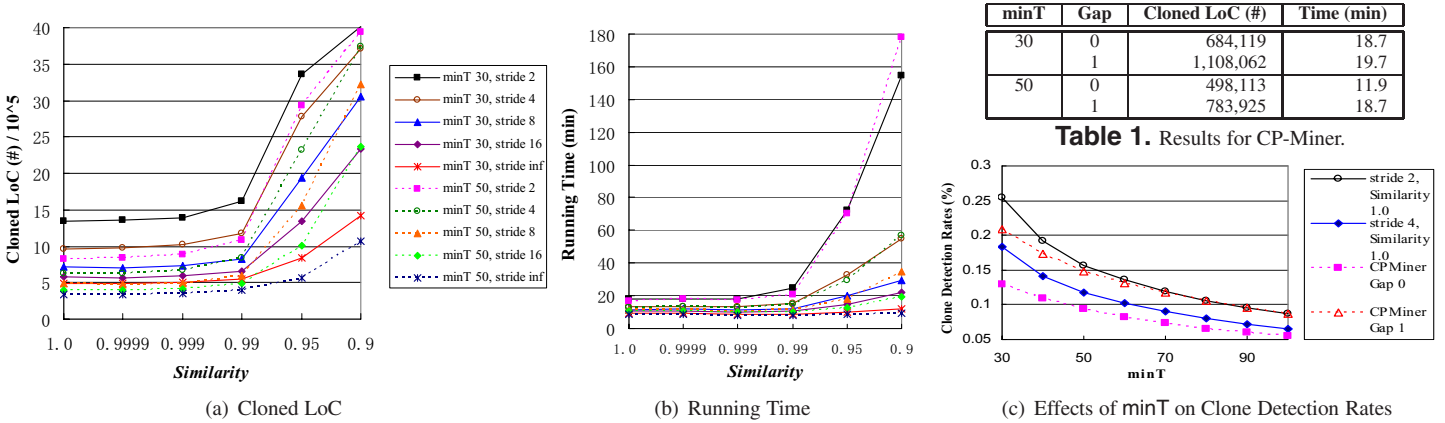 Cloned LoC (#) / 10^5
40
35
30
25
20
15
10
5
0
1.0 0.9999 0.999 0.99 0.95 0.9
Similarity
minT 30, stride 2
minT 30, stride 4
minT 30, stride 8
minT 30, stride 16
minT 30, stride inf
minT 50, stride 2
minT 50, stride 4
minT 50, stride 8
minT 50, stride 16
minT 50, stride inf
(a) Cloned LoC
Running Time (min)
180
160
140
120
100
80
60
40
20
0
1.0 0.9999 0.999 0.99 0.95 0.9
Similarity
(b) Running Time
minT Gap Cloned LoC (#) Time (min)
30 0 684,119 18.7
1 1,108,062 19.7
50 0 498,113 11.9
1 783,925 18.7
Table 1. Results for CP-Miner.
Clone Detection Rates (%)
0.3
0.25
0.2
0.15
0.1
0.05
30 50 70 90
minT
stride 2,
Similarity
1.0
stride 4,
Similarity
1.0
CPMiner
Gap 0
CPMiner
Gap 1
(c) Effects of minT on Clone Detection Rates